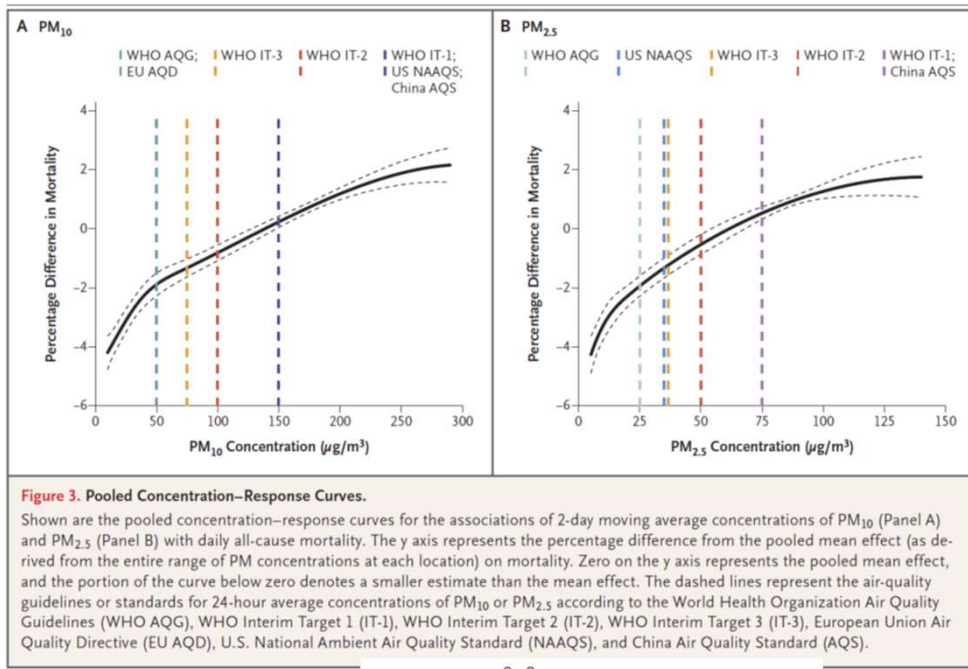 A PM10
WHO AQG;
EU AQD
WHO IT-3
WHO IT-2
WHO IT-1;
US NAAQS;
China AQS
Percentage Difference in Mortality
4
2
0
−2
−4
−6
0 50 100 150 200 250 300
PM10 Concentration (μg/m³)
B PM2.5
WHO AQG
US NAAQS
WHO IT-3
WHO IT-2
WHO IT-1;
China AQS
Percentage Difference in Mortality
4
2
0
−2
−4
−6
0 25 50 75 100 125 150
PM2.5 Concentration (μg/m³)
Figure 3. Pooled Concentration–Response Curves.
Shown are the pooled concentration–response curves for the associations of 2-day moving average concentrations of PM10 (Panel A)
and PM2.5 (Panel B) with daily all-cause mortality. The y axis represents the percentage difference from the pooled mean effect (as de-
rived from the entire range of PM concentrations at each location) on mortality. Zero on the y axis represents the pooled mean effect,
and the portion of the curve below zero denotes a smaller estimate than the mean effect. The dashed lines represent the air-quality
guidelines or standards for 24-hour average concentrations of PM10 or PM2.5 according to the World Health Organization Air Quality
Guidelines (WHO AQG), WHO Interim Target 1 (IT-1), WHO Interim Target 2 (IT-2), WHO Interim Target 3 (IT-3), European Union Air
Quality Directive (EU AQD), U.S. National Ambient Air Quality Standard (NAAQS), and China Air Quality Standard (AQS).